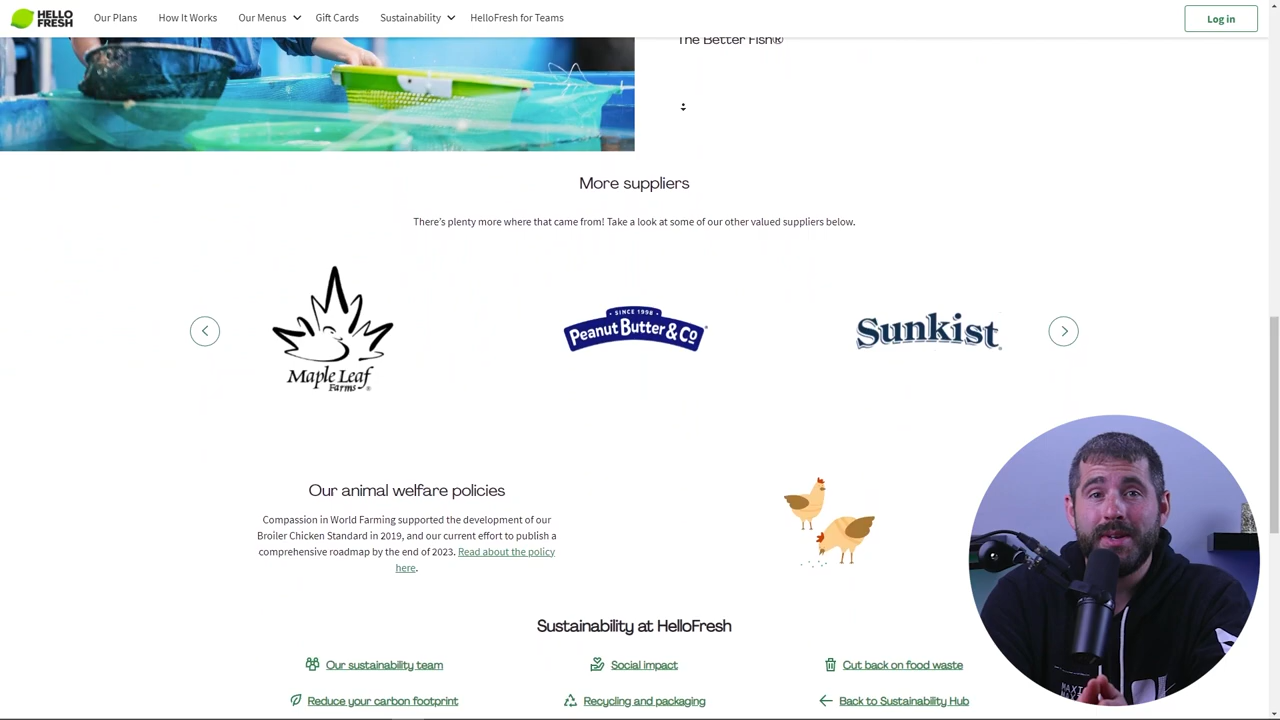 HELLO
FRESH
Our Plans
How It Works
Our Menus
Gift Cards
Sustainability
HelloFresh for Teams
Log in
The Better Fish®
More suppliers
There's plenty more where that came from! Take a look at some of our other valued suppliers below.
Maple Leaf
Farms®
• SINCE 1998 •
Peanut Butter & Co
Sunkist
Our animal welfare policies
Compassion in World Farming supported the development of our
Broiler Chicken Standard in 2019, and our current effort to publish a
comprehensive roadmap by the end of 2023. Read about the policy
here.
Sustainability at HelloFresh
Our sustainability team
Social impact
Cut back on food waste
Reduce your carbon footprint
Recycling and packaging
Back to Sustainability Hub